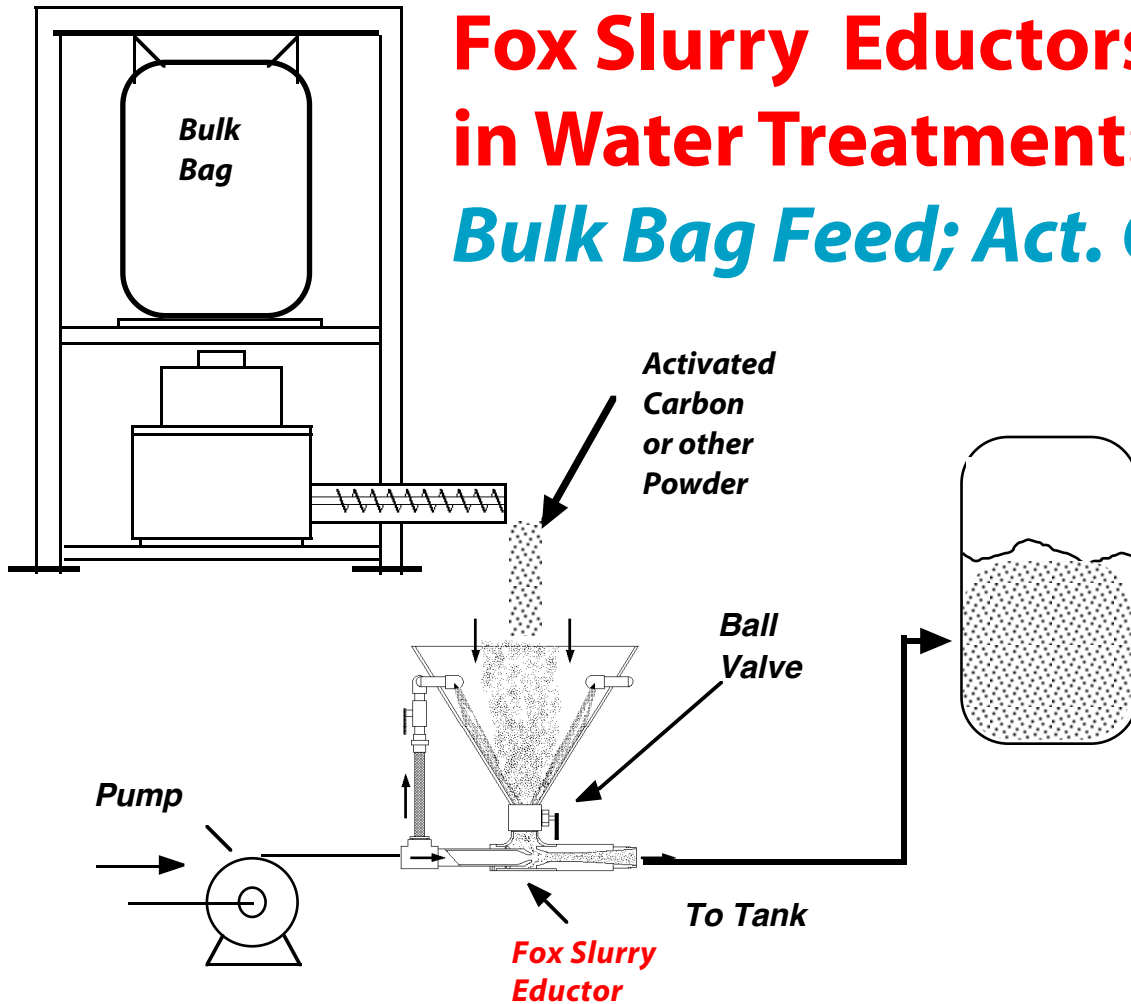 Fox Slurry Eductors
in Water Treatment:
Bulk Bag Feed; Act.
Bulk
Bag
Activated
Carbon
or other
Powder
Ball
Valve
Pump
To Tank
Fox Slurry
Eductor